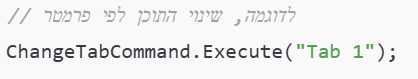 // לדוגמה, שינוי התוכן לפי פרמטר
ChangeTabCommand.Execute("Tab 1");